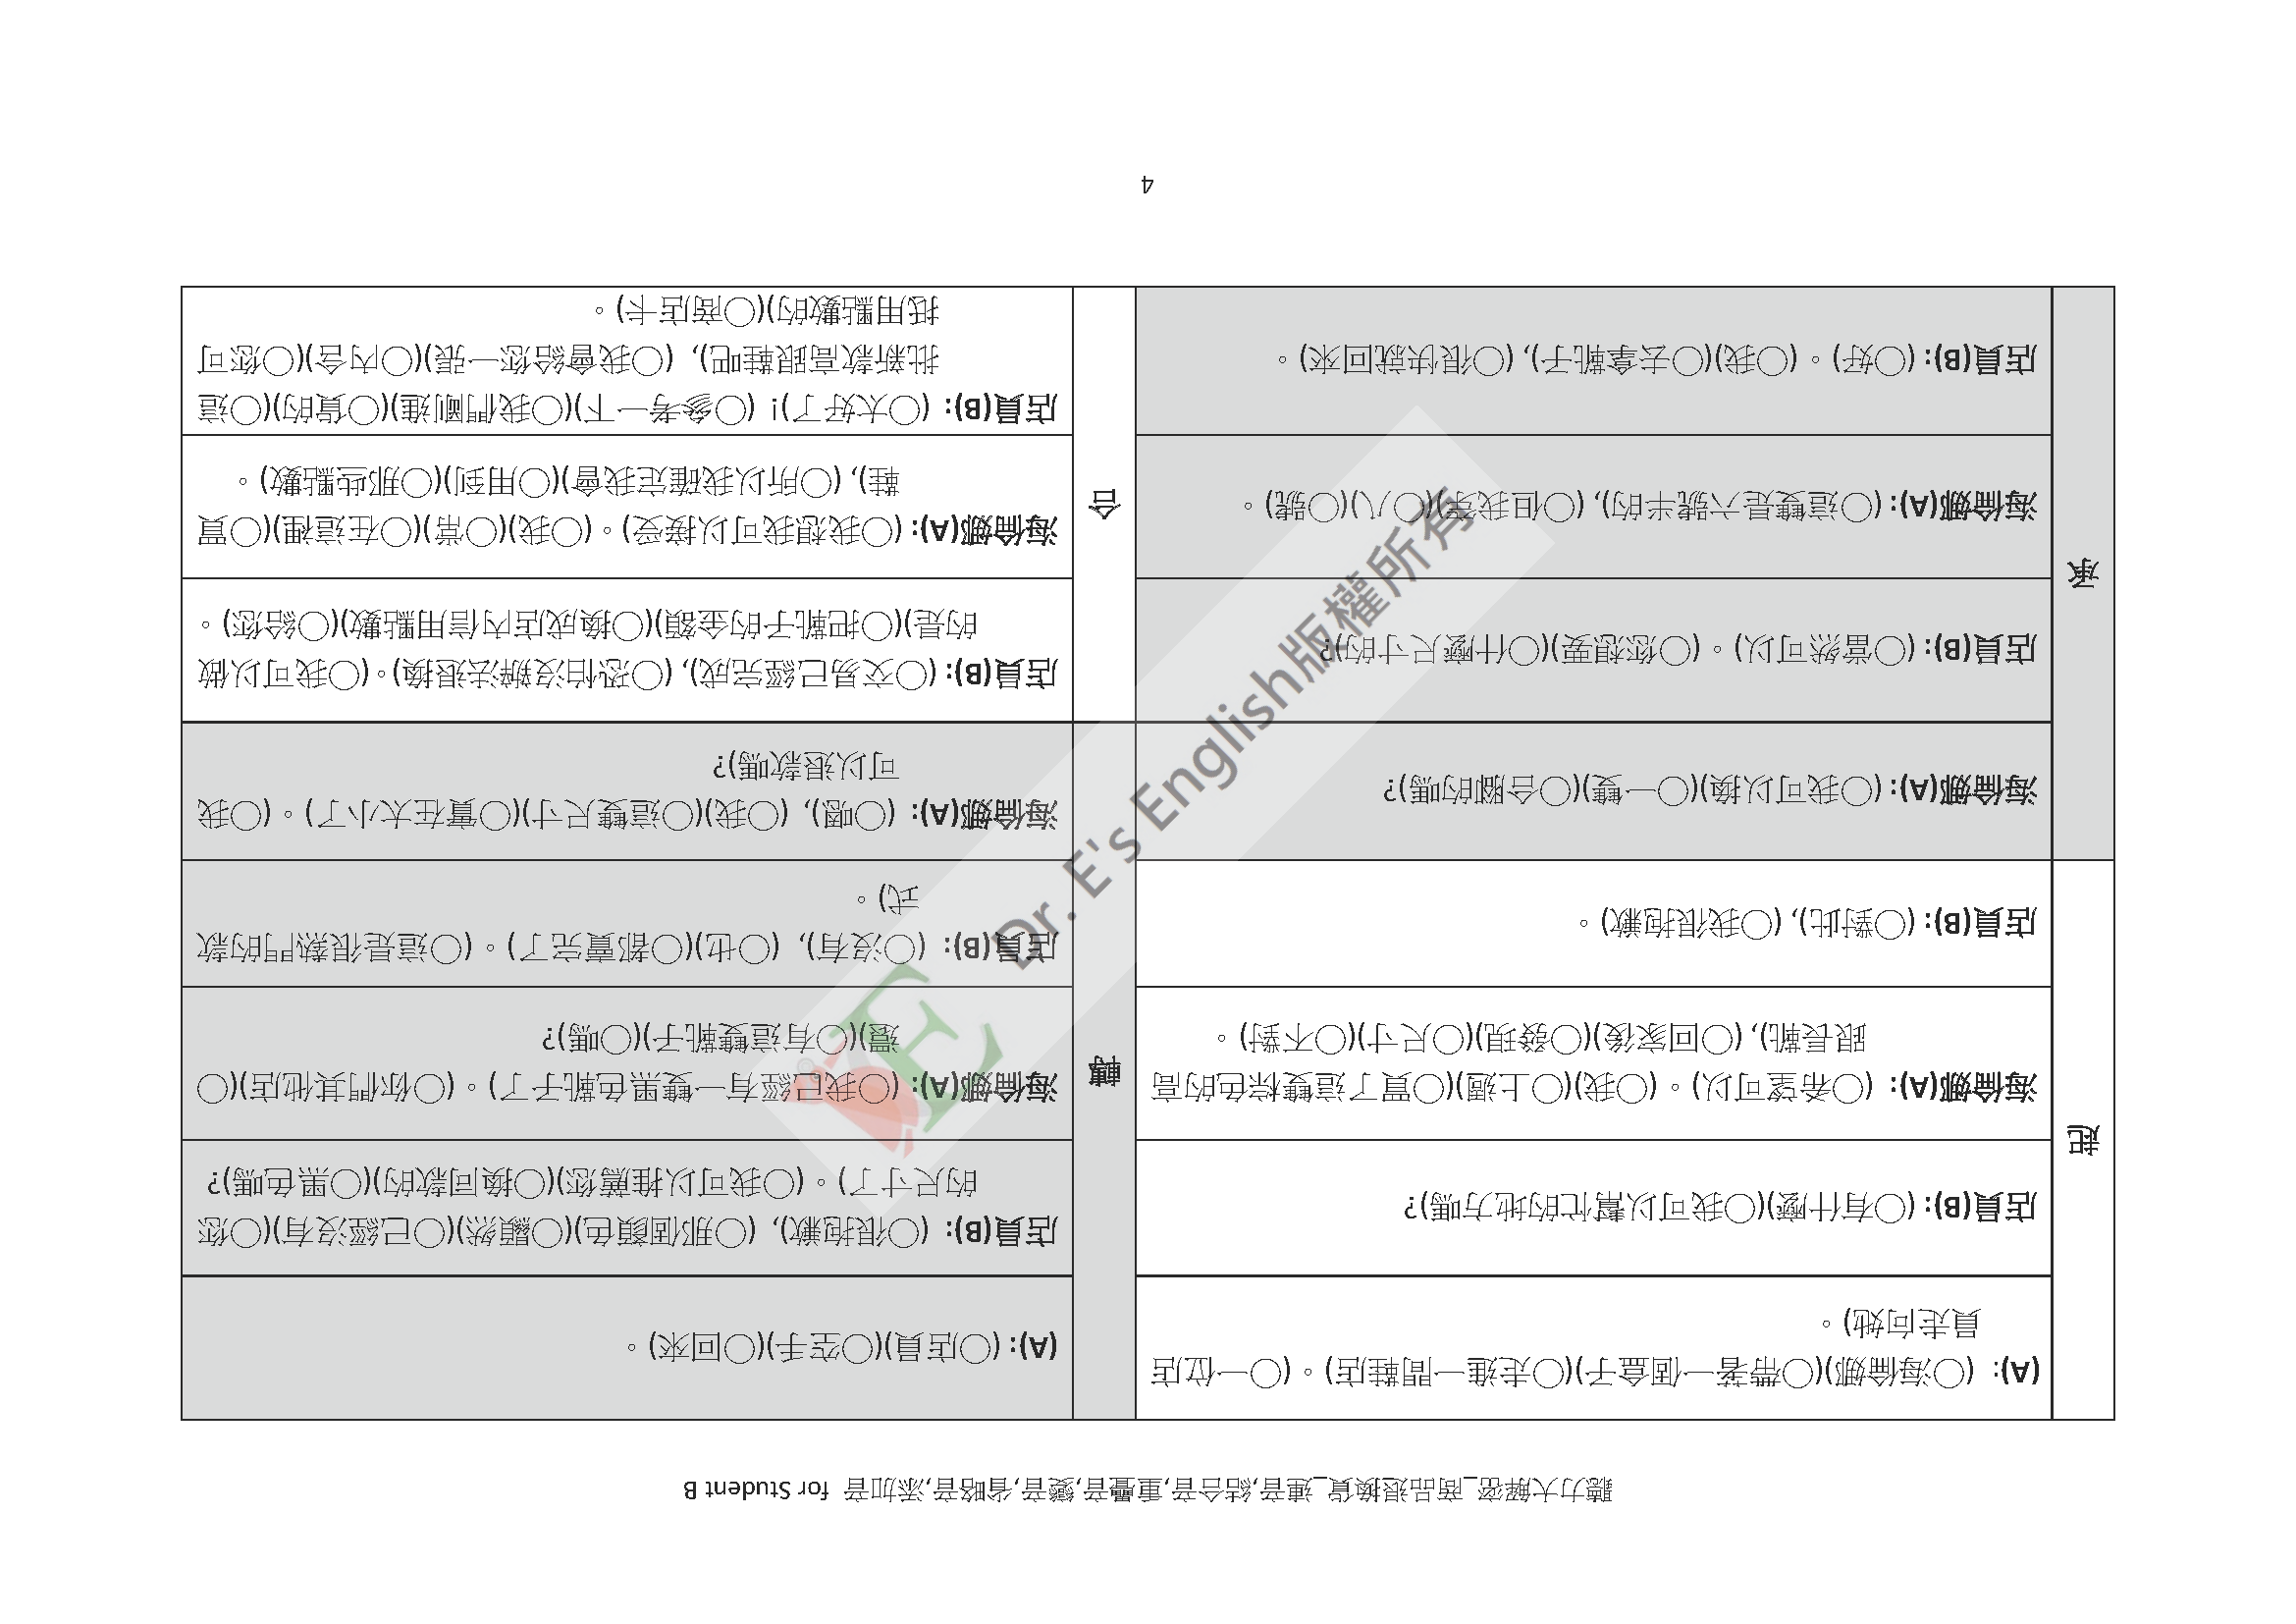 聽力大解密_商品退換貨_連音,結合音,重疊音,變音,省略音,添加音 for Student B
起
(A): (◯海倫娜)(◯帶著一個盒子)(◯走進一間鞋店)。(◯一位店
員走向她)。
店員(B): (◯有什麼)(◯我可以幫忙的地方嗎)?
海倫娜(A): (◯希望可以)。(◯我)(◯上週)(◯買了這雙棕色的高
跟長靴), (◯回家後)(◯發現)(◯尺寸)(◯不對)。
店員(B): (◯對此), (◯我很抱歉)。
承
海倫娜(A): (◯我可以換)(◯一雙)(◯合腳的嗎)?
店員(B): (◯當然可以)。(◯您想要)(◯什麼尺寸的)?
海倫娜(A): (◯這雙是六號半的), (◯但我穿)(◯八)(◯號)。
店員(B): (◯好)。(◯我)(◯去拿靴子), (◯很快就回來)。
轉
(A): (◯店員)(◯空手)(◯回來)。
店員(B): (◯很抱歉), (◯那個顏色)(◯顯然)(◯已經沒有)(◯您
的尺寸了)。(◯我可以推薦您)(◯換同款的)(◯黑色嗎)?
海倫娜(A): (◯我已經有一雙黑色靴子了)。(◯你們其他店)(◯
還)(◯有這雙靴子)(◯嗎)?
店員(B): (◯沒有), (◯也)(◯都賣完了)。(◯這是很熱門的款
式)。
海倫娜(A): (◯嗯), (◯我)(◯這雙尺寸)(◯實在太小了)。(◯我
可以退款嗎)?
合
店員(B): (◯交易已經完成), (◯恐怕沒辦法退換)。(◯我可以做
的是)(◯把靴子的金額)(◯換成店內信用點數)(◯給您)。
海倫娜(A): (◯我想我可以接受)。(◯我)(◯常)(◯在這裡)(◯買
鞋), (◯所以我確定我會)(◯用到)(◯那些點數)。
店員(B): (◯太好了)! (◯參考一下)(◯我們剛進)(◯真的)(◯這
批新款高跟鞋吧), (◯我會給您一張)(◯內含)(◯您可
抵用點數的)(◯商店卡)。
4
Dr. E's English版權所有